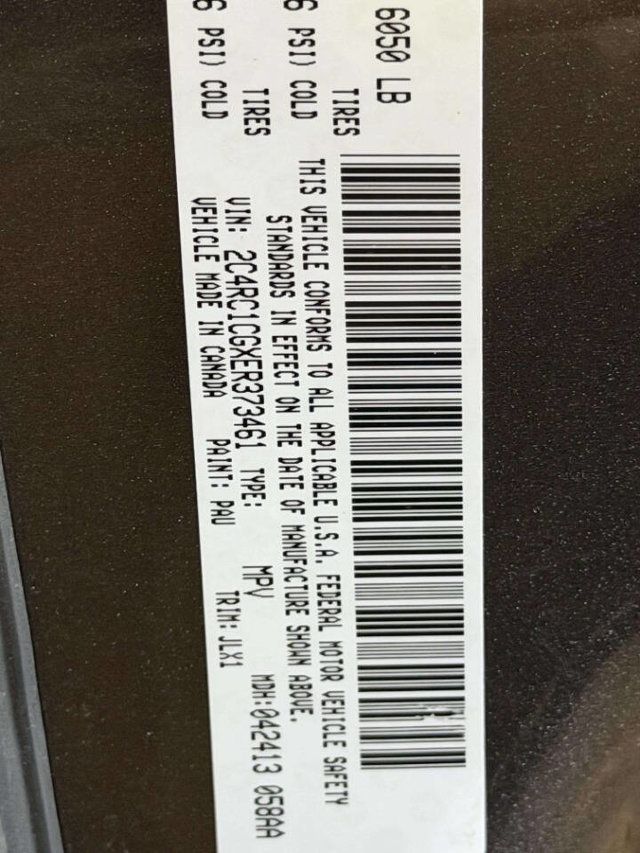 6050 LB
TIRES
6 PSI) COLD
TIRES
6 PSI) COLD
THIS VEHICLE CONFORMS TO ALL APPLICABLE U.S.A. FEDERAL MOTOR VEHICLE SAFETY
STANDARDS IN EFFECT ON THE DATE OF MANUFACTURE SHOWN ABOVE.
VIN: 2C4RC1CGXER373461 TYPE: MPV MDH:042413 058AA
VEHICLE MADE IN CANADA PAINT: PAU TRIM: JLX1